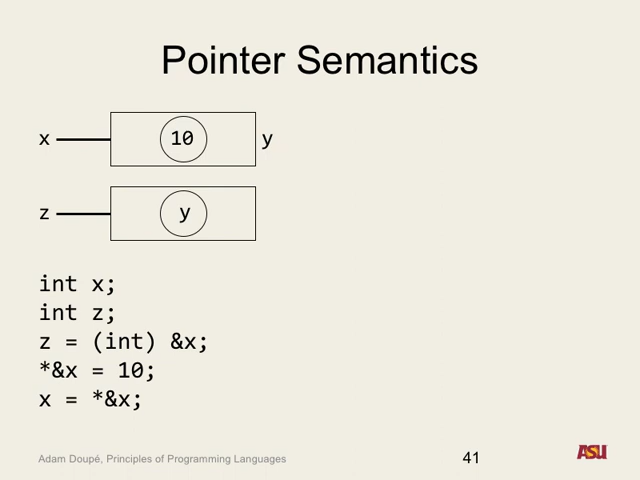 Pointer Semantics
x 10 y
z y
int x;
int z;
z = (int) &x;
*&x = 10;
x = *&x;
Adam Doupé, Principles of Programming Languages 41 ASU